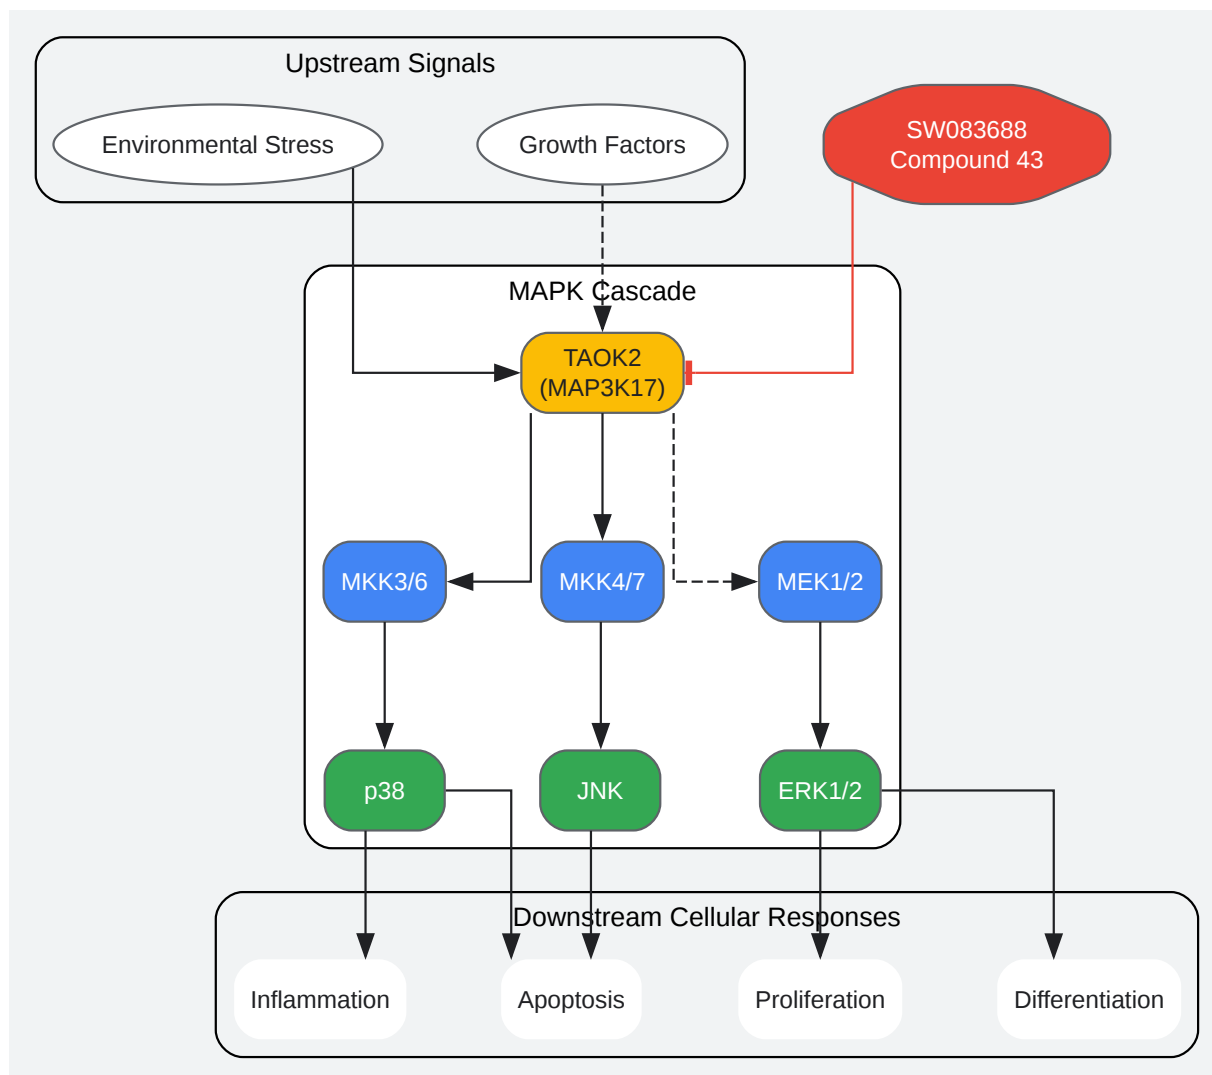 Upstream Signals
Environmental Stress
Growth Factors
SW083688
Compound 43
MAPK Cascade
TAOK2
(MAP3K17)
MKK3/6
MKK4/7
MEK1/2
p38
JNK
ERK1/2
Downstream Cellular Responses
Inflammation
Apoptosis
Proliferation
Differentiation